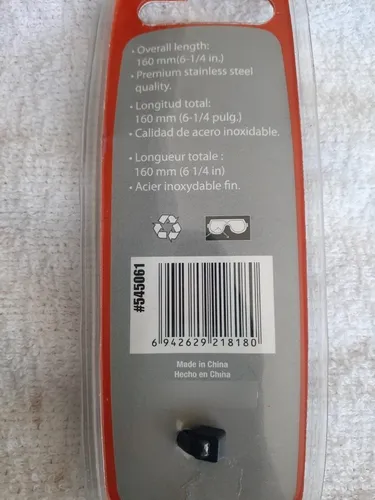 • Overall length:
160 mm(6-1/4 in.)
• Premium stainless steel
quality.
• Longitud total:
160 mm (6-1/4 pulg.)
• Calidad de acero inoxidable.
• Longueur totale :
160 mm (6 1/4 in)
• Acier inoxydable fin.
#545061
6 942629 218180
Made in China
Hecho en China